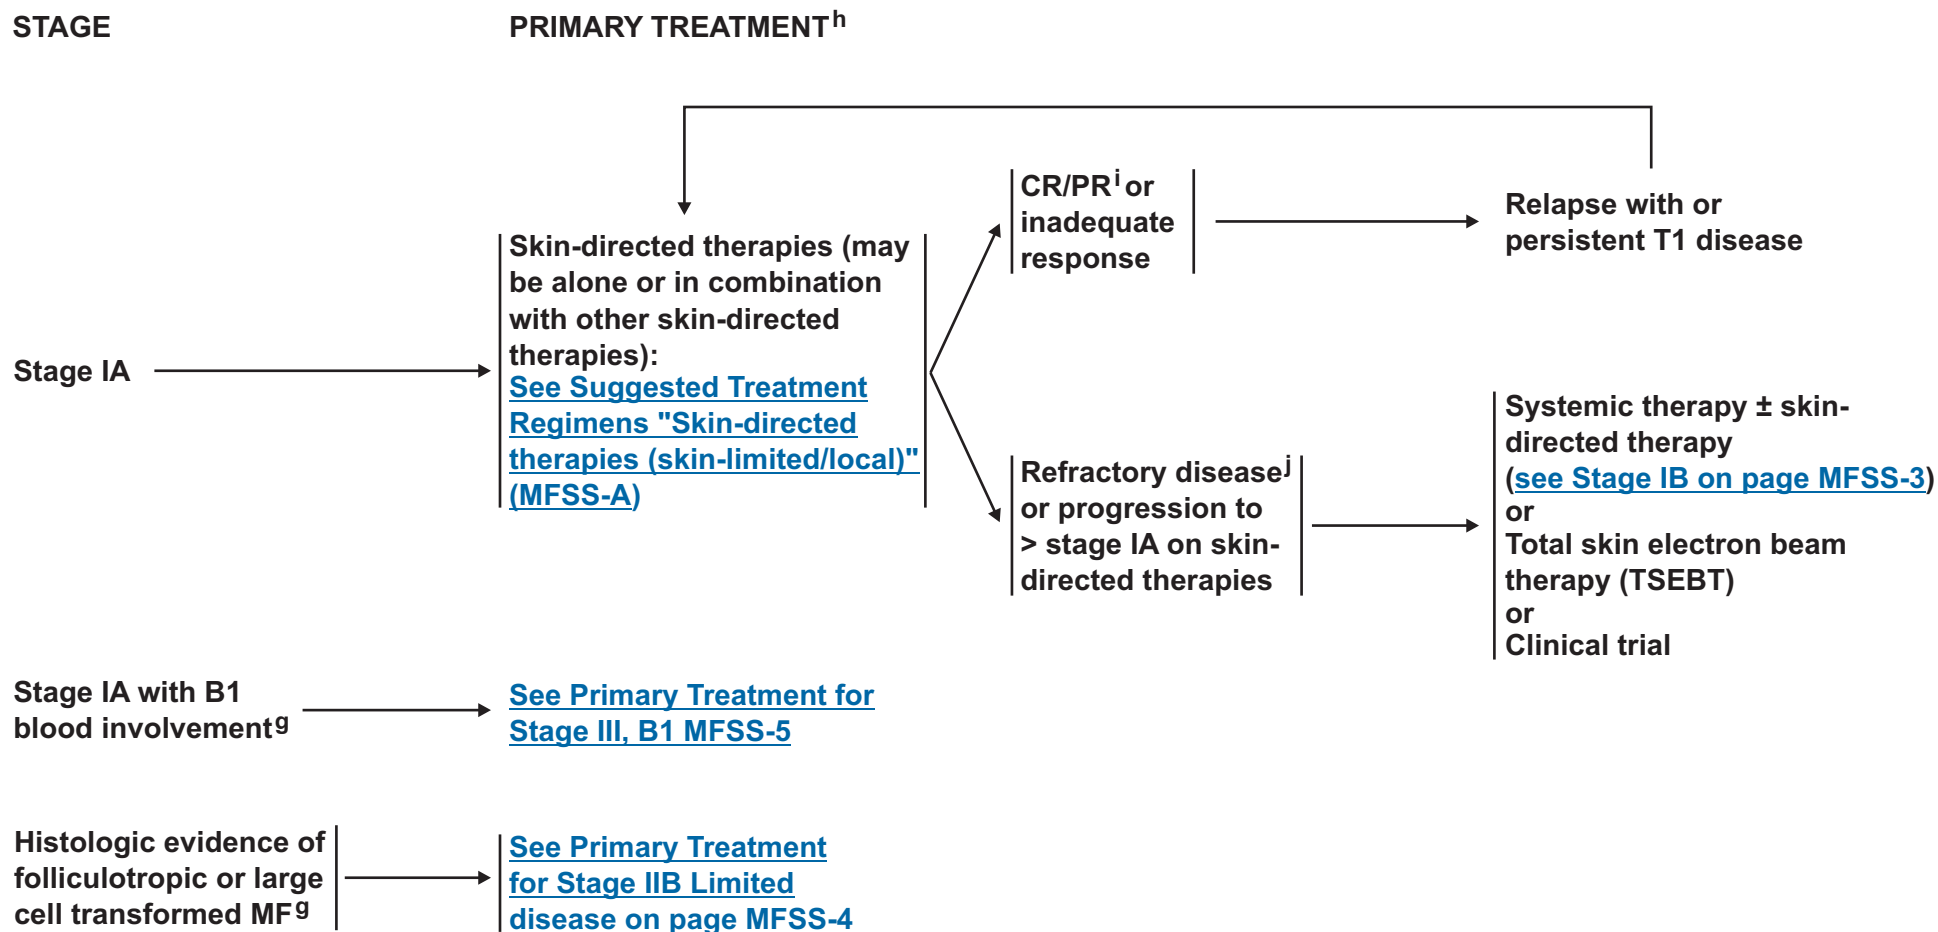 STAGE
PRIMARY TREATMENTh
CR/PRi or
inadequate
response
Relapse with or
persistent T1 disease
Skin-directed therapies (may
be alone or in combination
with other skin-directed
therapies):
See Suggested Treatment
Regimens "Skin-directed
therapies (skin-limited/local)"
(MFSS-A)
Stage IA
Refractory diseasej
or progression to
> stage IA on skin-
directed therapies
Systemic therapy ± skin-
directed therapy
(see Stage IB on page MFSS-3)
or
Total skin electron beam
therapy (TSEBT)
or
Clinical trial
Stage IA with B1
blood involvementg
See Primary Treatment for
Stage III, B1 MFSS-5
Histologic evidence of
folliculotropic or large
cell transformed MFg
See Primary Treatment
for Stage IIB Limited
disease on page MFSS-4